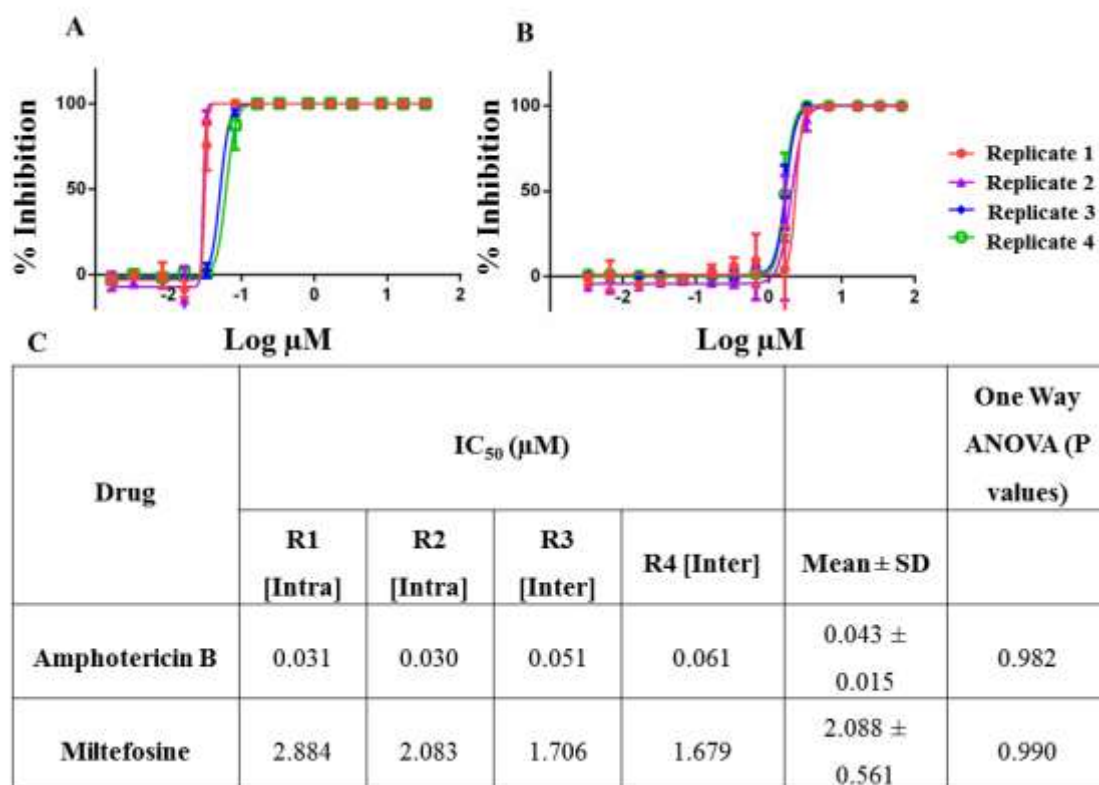 A
B
100
50
0
-2
-1
0
1
2
% Inhibition
Log µM
100
50
0
-2
-1
0
1
2
% Inhibition
Log µM
Replicate 1
Replicate 2
Replicate 3
Replicate 4
C
Drug
IC₅₀ (µM)
One Way
ANOVA (P
values)
R1
[Intra]
R2
[Intra]
R3
[Inter]
R4 [Inter]
Mean ± SD
Amphotericin B
0.031
0.030
0.051
0.061
0.043 ±
0.015
0.982
Miltefosine
2.884
2.083
1.706
1.679
2.088 ±
0.561
0.990